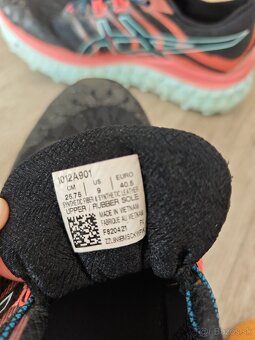 1012A901
CM US EURO
25.75 9 40.5
SYNTHETIC FIBER & SYNTHETIC LEATHER
UPPER / RUBBER SOLE
MADE IN VIETNAM
FABRIQUE AU VIETNAM
F820421